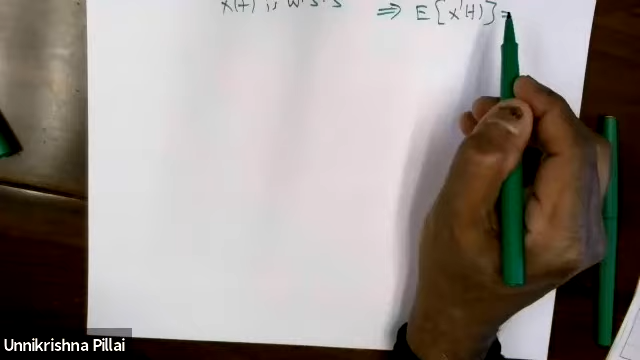 X(t) is W.S.S ⇒ E[X'(t)] =
Unnikrishna Pillai